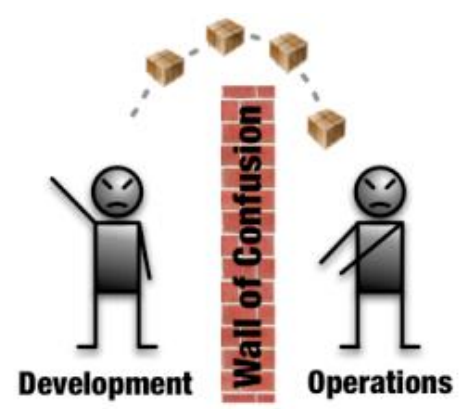 Wall of Confusion
Development
Operations